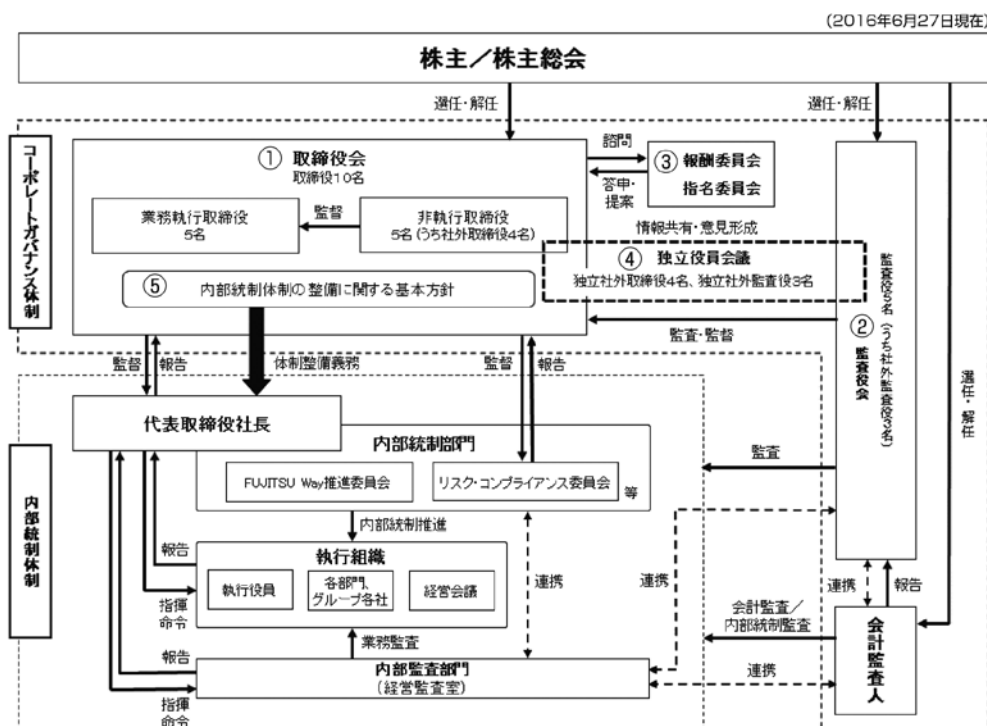 (2016年6月27日現在)
株主/株主総会
選任・解任
選任・解任
コーポレートガバナンス体制
① 取締役会
取締役10名
諮問
答申・
提案
③ 報酬委員会
指名委員会
業務執行取締役
5名
監督
非執行取締役
5名(うち社外取締役4名)
情報共有・意見形成
④ 独立役員会議
独立社外取締役4名、独立社外監査役3名
⑤ 内部統制体制の整備に関する基本方針
監査・監督
② 監査役会
監査役5名(うち社外監査役3名)
選任・解任
監督
報告
体制整備義務
監督
報告
内部統制体制
代表取締役社長
内部統制部門
FUJITSU Way推進委員会
リスク・コンプライアンス委員会
等
監査
内部統制推進
報告
執行組織
執行役員
各部門、
グループ各社
経営会議
指揮
命令
連携
連携
連携
報告
会計監査/
内部統制監査
会計監査人
業務監査
報告
内部監査部門
(経営監査室)
連携
指揮
命令